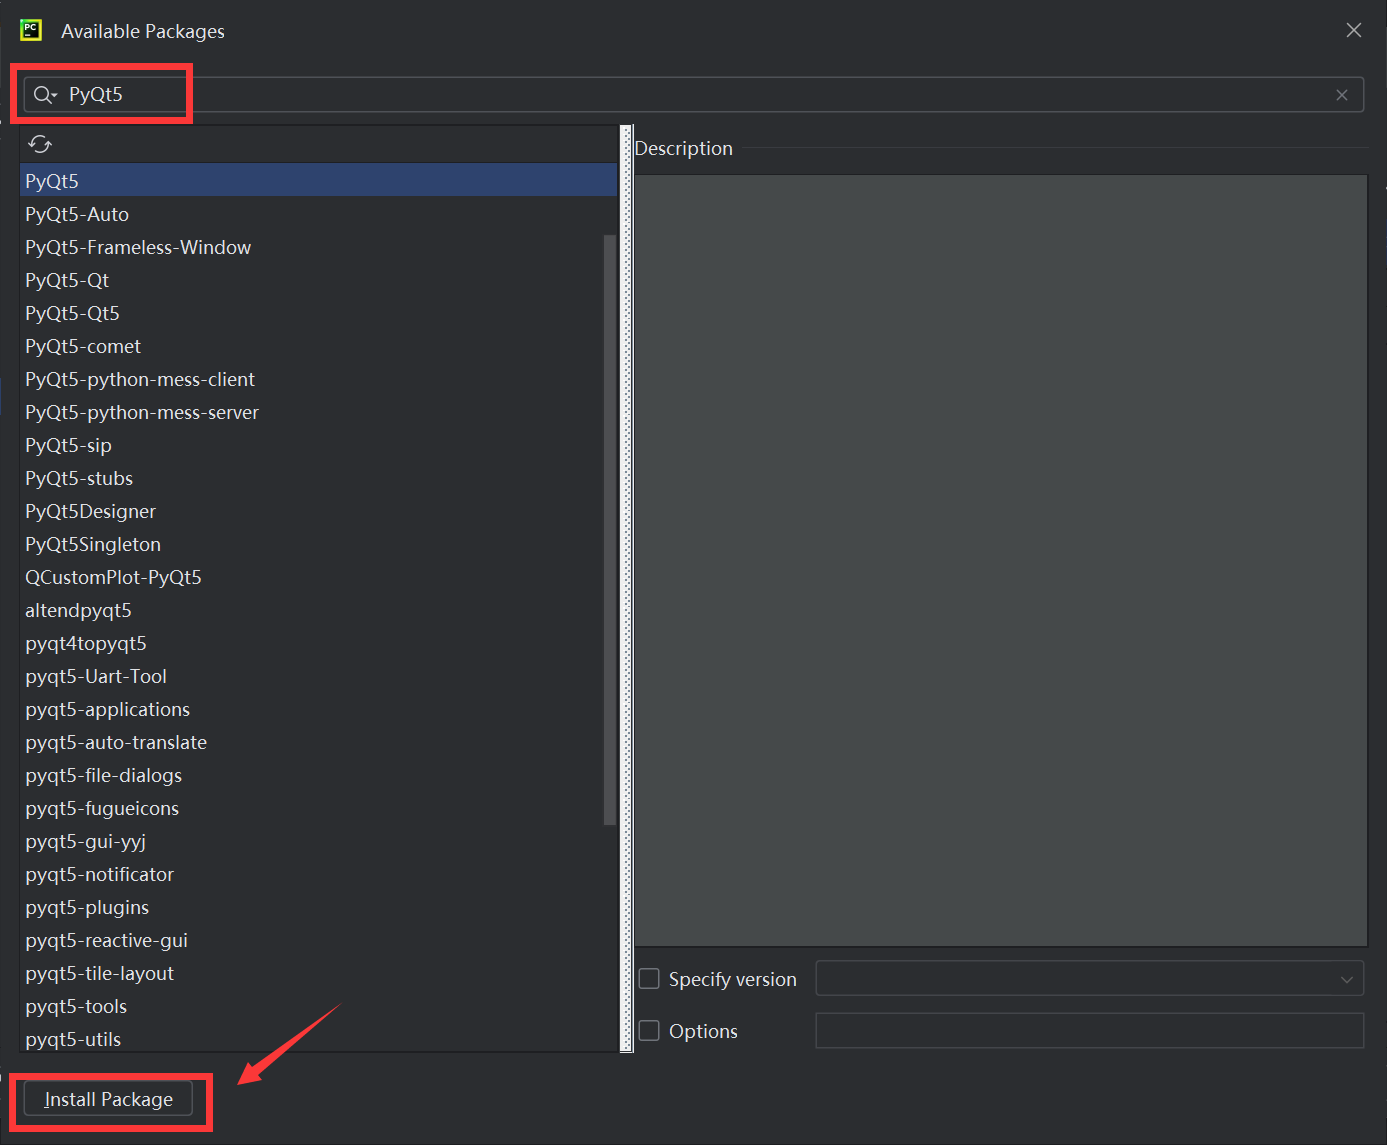 PC
Available Packages
PyQt5
Description
PyQt5
PyQt5-Auto
PyQt5-Frameless-Window
PyQt5-Qt
PyQt5-Qt5
PyQt5-comet
PyQt5-python-mess-client
PyQt5-python-mess-server
PyQt5-sip
PyQt5-stubs
PyQt5Designer
PyQt5Singleton
QCustomPlot-PyQt5
altendpyqt5
pyqt4topyqt5
pyqt5-Uart-Tool
pyqt5-applications
pyqt5-auto-translate
pyqt5-file-dialogs
pyqt5-fugueicons
pyqt5-gui-yyj
pyqt5-notificator
pyqt5-plugins
pyqt5-reactive-gui
pyqt5-tile-layout
pyqt5-tools
pyqt5-utils
Specify version
Options
Install Package